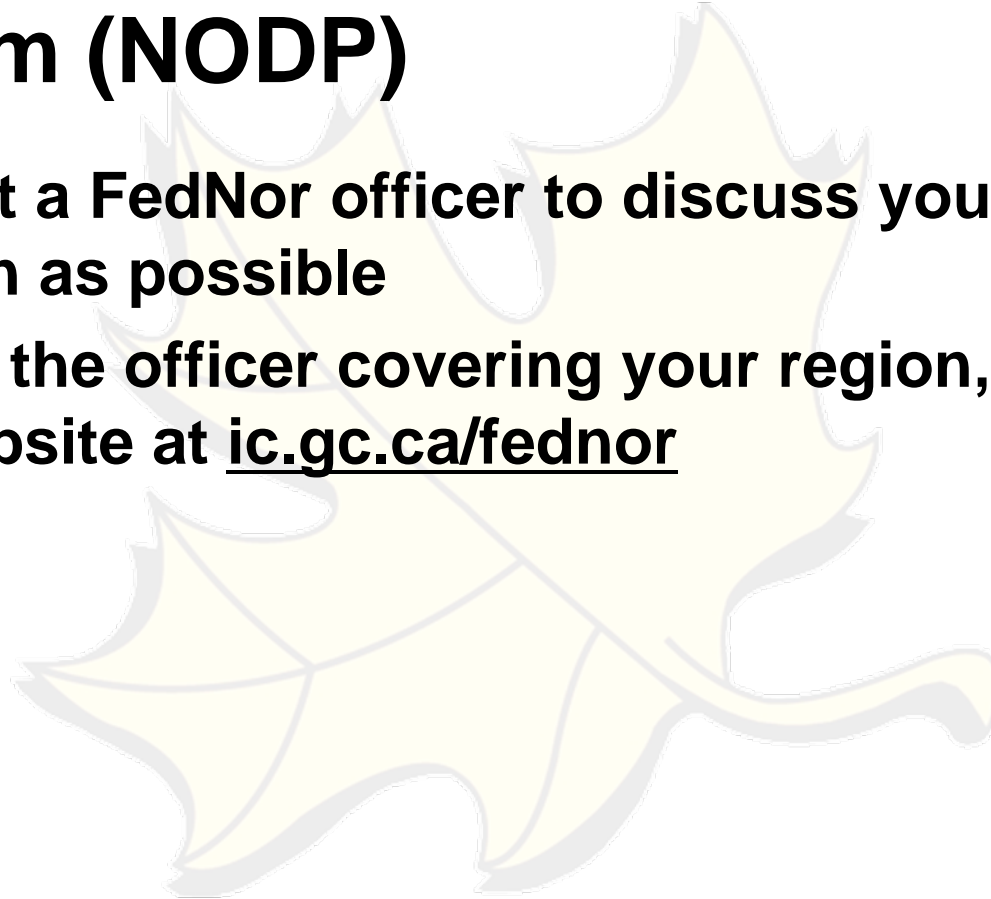 m (NODP)
t a FedNor officer to discuss you
n as possible
the officer covering your region,
bsite at ic.gc.ca/fednor